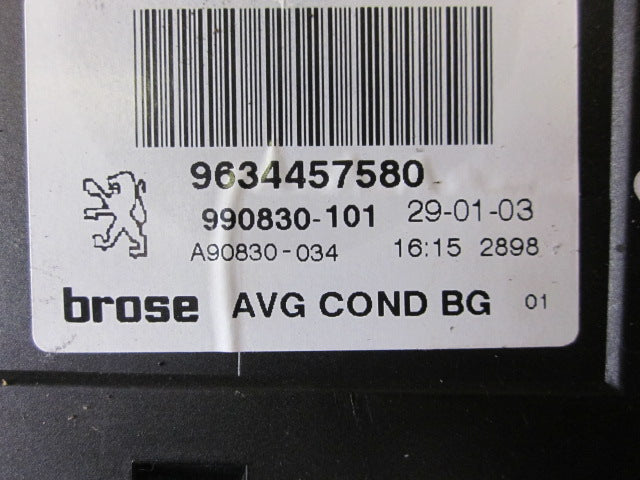 9634457580
990830-101 29-01-03
A90830-034 16:15 2898
brose AVG COND BG 01